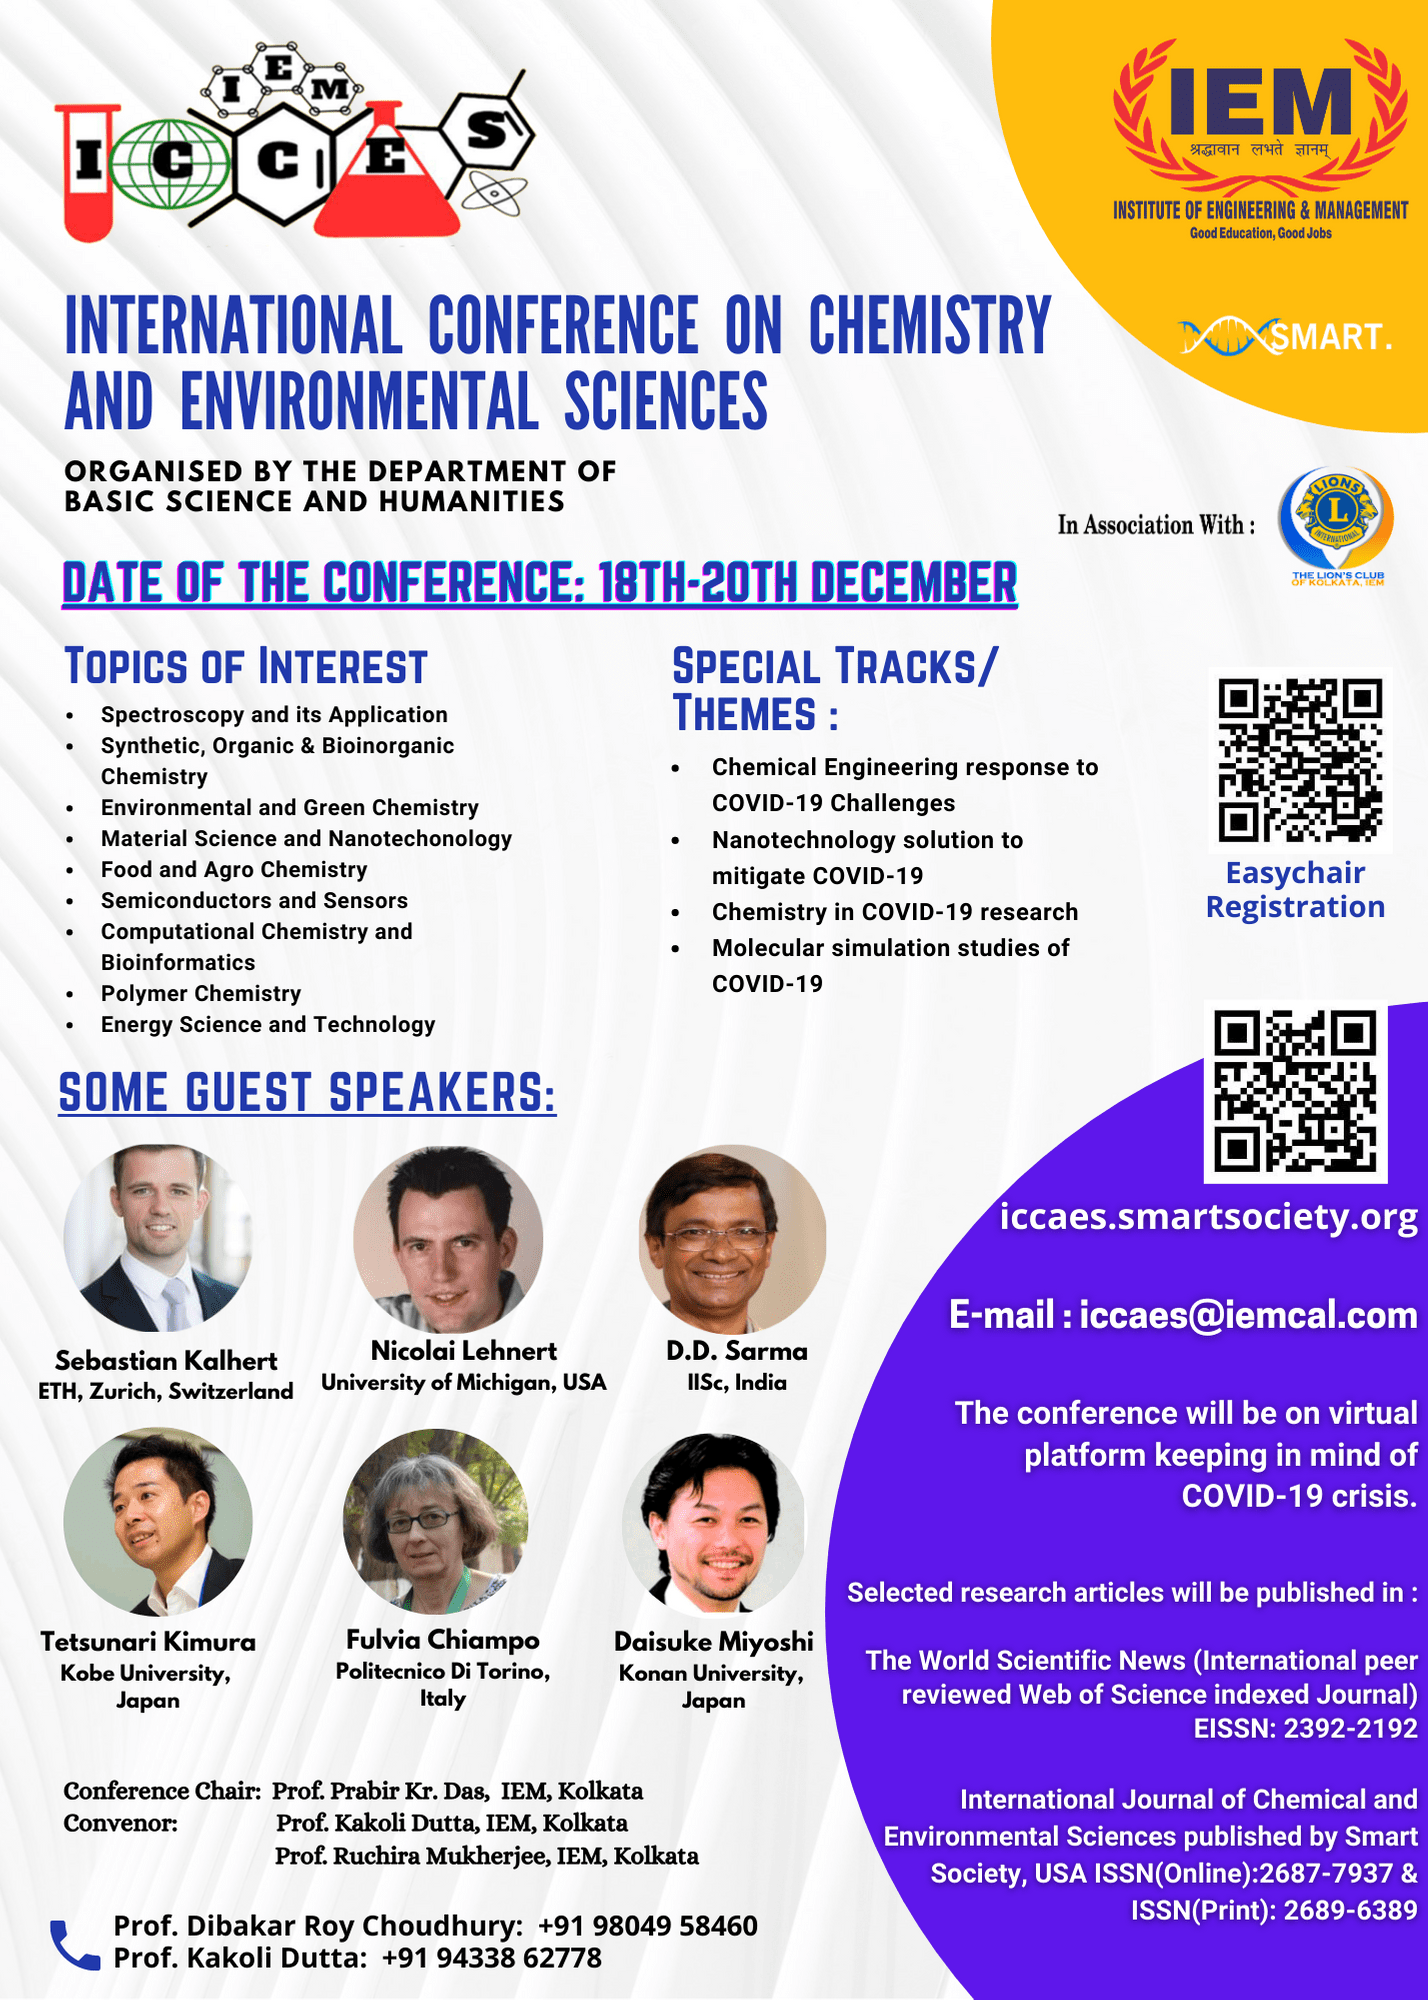 I E M
I C C E S
IEM
श्रद्धावान लभते ज्ञानम्
INSTITUTE OF ENGINEERING & MANAGEMENT
Good Education, Good Jobs
SMART.
INTERNATIONAL CONFERENCE ON CHEMISTRY
AND ENVIRONMENTAL SCIENCES
ORGANISED BY THE DEPARTMENT OF
BASIC SCIENCE AND HUMANITIES
In Association With :
LIONS
L
INTERNATIONAL
THE LION'S CLUB
OF KOLKATA, IEM
DATE OF THE CONFERENCE: 18TH-20TH DECEMBER
TOPICS OF INTEREST
• Spectroscopy and its Application
• Synthetic, Organic & Bioinorganic
Chemistry
• Environmental and Green Chemistry
• Material Science and Nanotechonology
• Food and Agro Chemistry
• Semiconductors and Sensors
• Computational Chemistry and
Bioinformatics
• Polymer Chemistry
• Energy Science and Technology
SPECIAL TRACKS/
THEMES :
• Chemical Engineering response to
COVID-19 Challenges
• Nanotechnology solution to
mitigate COVID-19
• Chemistry in COVID-19 research
• Molecular simulation studies of
COVID-19
Easychair
Registration
SOME GUEST SPEAKERS:
Sebastian Kalhert
ETH, Zurich, Switzerland
Nicolai Lehnert
University of Michigan, USA
D.D. Sarma
IISc, India
Tetsunari Kimura
Kobe University,
Japan
Fulvia Chiampo
Politecnico Di Torino,
Italy
Daisuke Miyoshi
Konan University,
Japan
iccaes.smartsociety.org
E-mail : iccaes@iemcal.com
The conference will be on virtual
platform keeping in mind of
COVID-19 crisis.
Selected research articles will be published in :
The World Scientific News (International peer
reviewed Web of Science indexed Journal)
EISSN: 2392-2192
International Journal of Chemical and
Environmental Sciences published by Smart
Society, USA ISSN(Online):2687-7937 &
ISSN(Print): 2689-6389
Conference Chair: Prof. Prabir Kr. Das, IEM, Kolkata
Convenor: Prof. Kakoli Dutta, IEM, Kolkata
Prof. Ruchira Mukherjee, IEM, Kolkata
Prof. Dibakar Roy Choudhury: +91 98049 58460
Prof. Kakoli Dutta: +91 94338 62778